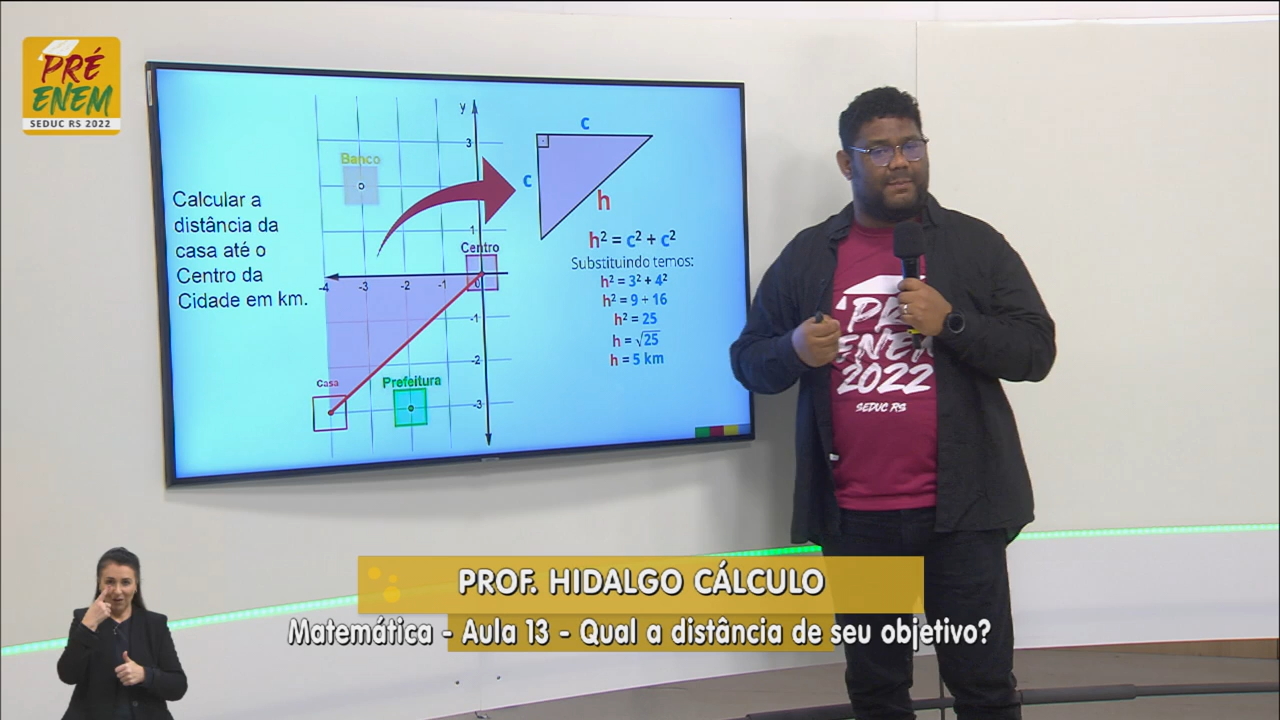 PRÉ
ENEM
SEDUC RS 2022
Calcular a
distância da
casa até o
Centro da
Cidade em km.
y
3
1
Banco
Centro
-4 -3 -2 -1 0
-1
-2
-3
Casa
Prefeitura
c
c
h
h² = c² + c²
Substituindo temos:
h² = 3² + 4²
h² = 9 + 16
h² = 25
h = √25
h = 5 km
PRÉ
ENEM
2022
SEDUC RS
PROF. HIDALGO CÁLCULO
Matemática - Aula 13 - Qual a distância de seu objetivo?